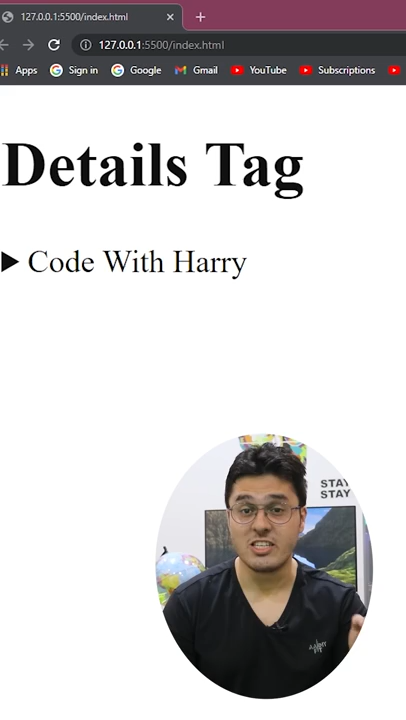 127.0.0.1:5500/index.html
127.0.0.1:5500/index.html
Apps Sign in Google Gmail YouTube Subscriptions
Details Tag
Code With Harry
STAY
STAY